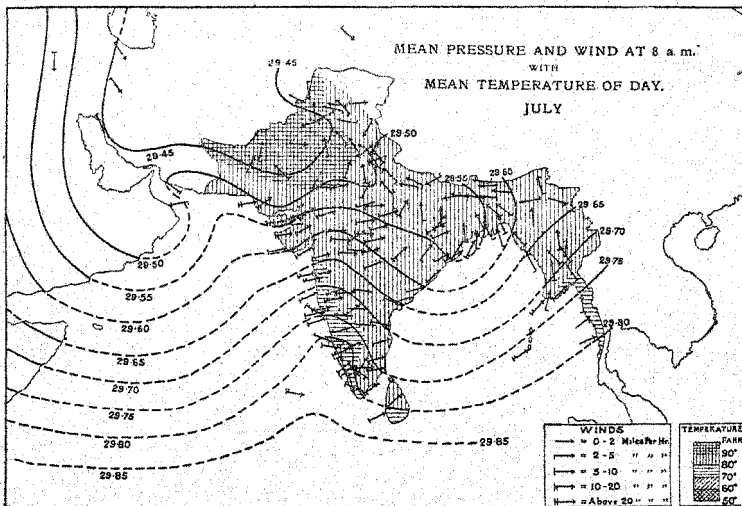 MEAN PRESSURE AND WIND AT 8 a.m.
WITH
MEAN TEMPERATURE OF DAY.
JULY
29·45
29·50
29·45
29·55
29·60
29·65
29·70
29·75
29·50
29·55
29·60
29·80
29·65
29·70
29·75
29·80
29·85
29·85
WINDS
= 0-2 Miles Per Hr.
= 2-5 " " "
= 5-10 " " "
= 10-20 " " "
= Above 20 " " "
TEMPERATURE
FAHR
90°
80°
70°
60°
50°